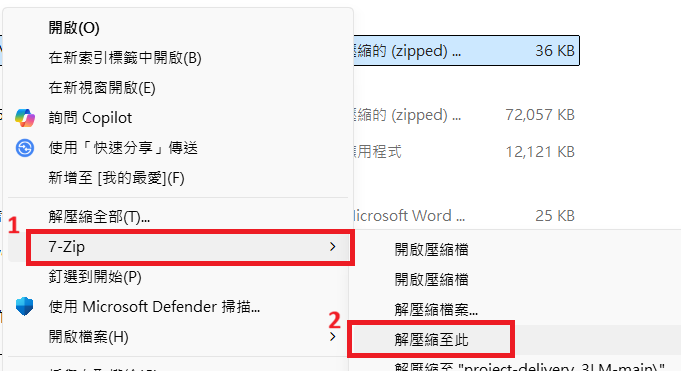 開啟(O)
在新索引標籤中開啟(B)
壓縮的 (zipped) ... 36 KB
在新視窗開啟(E)
詢問 Copilot
縮的 (zipped) ... 72,057 KB
使用「快速分享」傳送
應用程式 12,121 KB
新增至 [我的最愛](F)
解壓縮全部(T)...
Microsoft Word ... 25 KB
1
7-Zip
開啟壓縮檔
釘選到開始(P)
開啟壓縮檔
使用 Microsoft Defender 掃描...
解壓縮檔案...
2
開啟檔案(H)
解壓縮至此
解壓縮至 "project-delivery_3LM-main\"